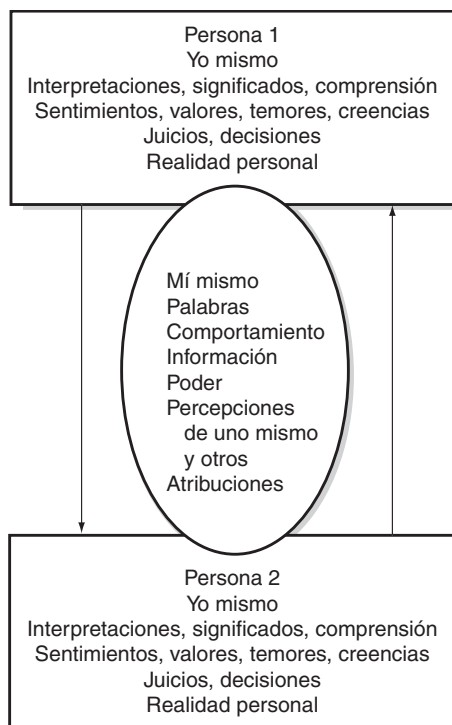 Persona 1
Yo mismo
Interpretaciones, significados, comprensión
Sentimientos, valores, temores, creencias
Juicios, decisiones
Realidad personal
Mí mismo
Palabras
Comportamiento
Información
Poder
Percepciones
de uno mismo
y otros
Atribuciones
Persona 2
Yo mismo
Interpretaciones, significados, comprensión
Sentimientos, valores, temores, creencias
Juicios, decisiones
Realidad personal